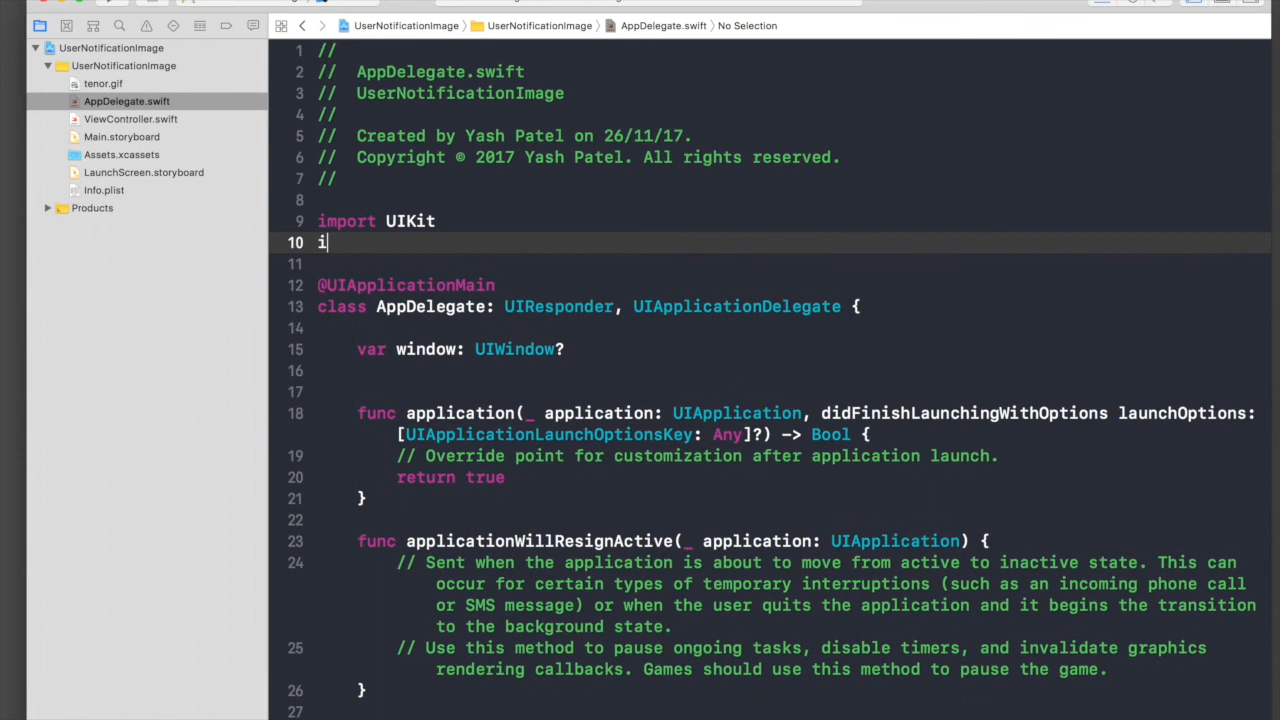 UserNotificationImage
UserNotificationImage
AppDelegate.swift
No Selection
UserNotificationImage
UserNotificationImage
tenor.gif
AppDelegate.swift
ViewController.swift
Main.storyboard
Assets.xcassets
LaunchScreen.storyboard
Info.plist
Products
1 //
2 // AppDelegate.swift
3 // UserNotificationImage
4 //
5 // Created by Yash Patel on 26/11/17.
6 // Copyright © 2017 Yash Patel. All rights reserved.
7 //
8
9 import UIKit
10 i
11
12 @UIApplicationMain
13 class AppDelegate: UIResponder, UIApplicationDelegate {
14
15 var window: UIWindow?
16
17
18 func application(_ application: UIApplication, didFinishLaunchingWithOptions launchOptions:
[UIApplicationLaunchOptionsKey: Any]?) -> Bool {
19 // Override point for customization after application launch.
20 return true
21 }
22
23 func applicationWillResignActive(_ application: UIApplication) {
24 // Sent when the application is about to move from active to inactive state. This can
occur for certain types of temporary interruptions (such as an incoming phone call
or SMS message) or when the user quits the application and it begins the transition
to the background state.
25 // Use this method to pause ongoing tasks, disable timers, and invalidate graphics
rendering callbacks. Games should use this method to pause the game.
26 }
27